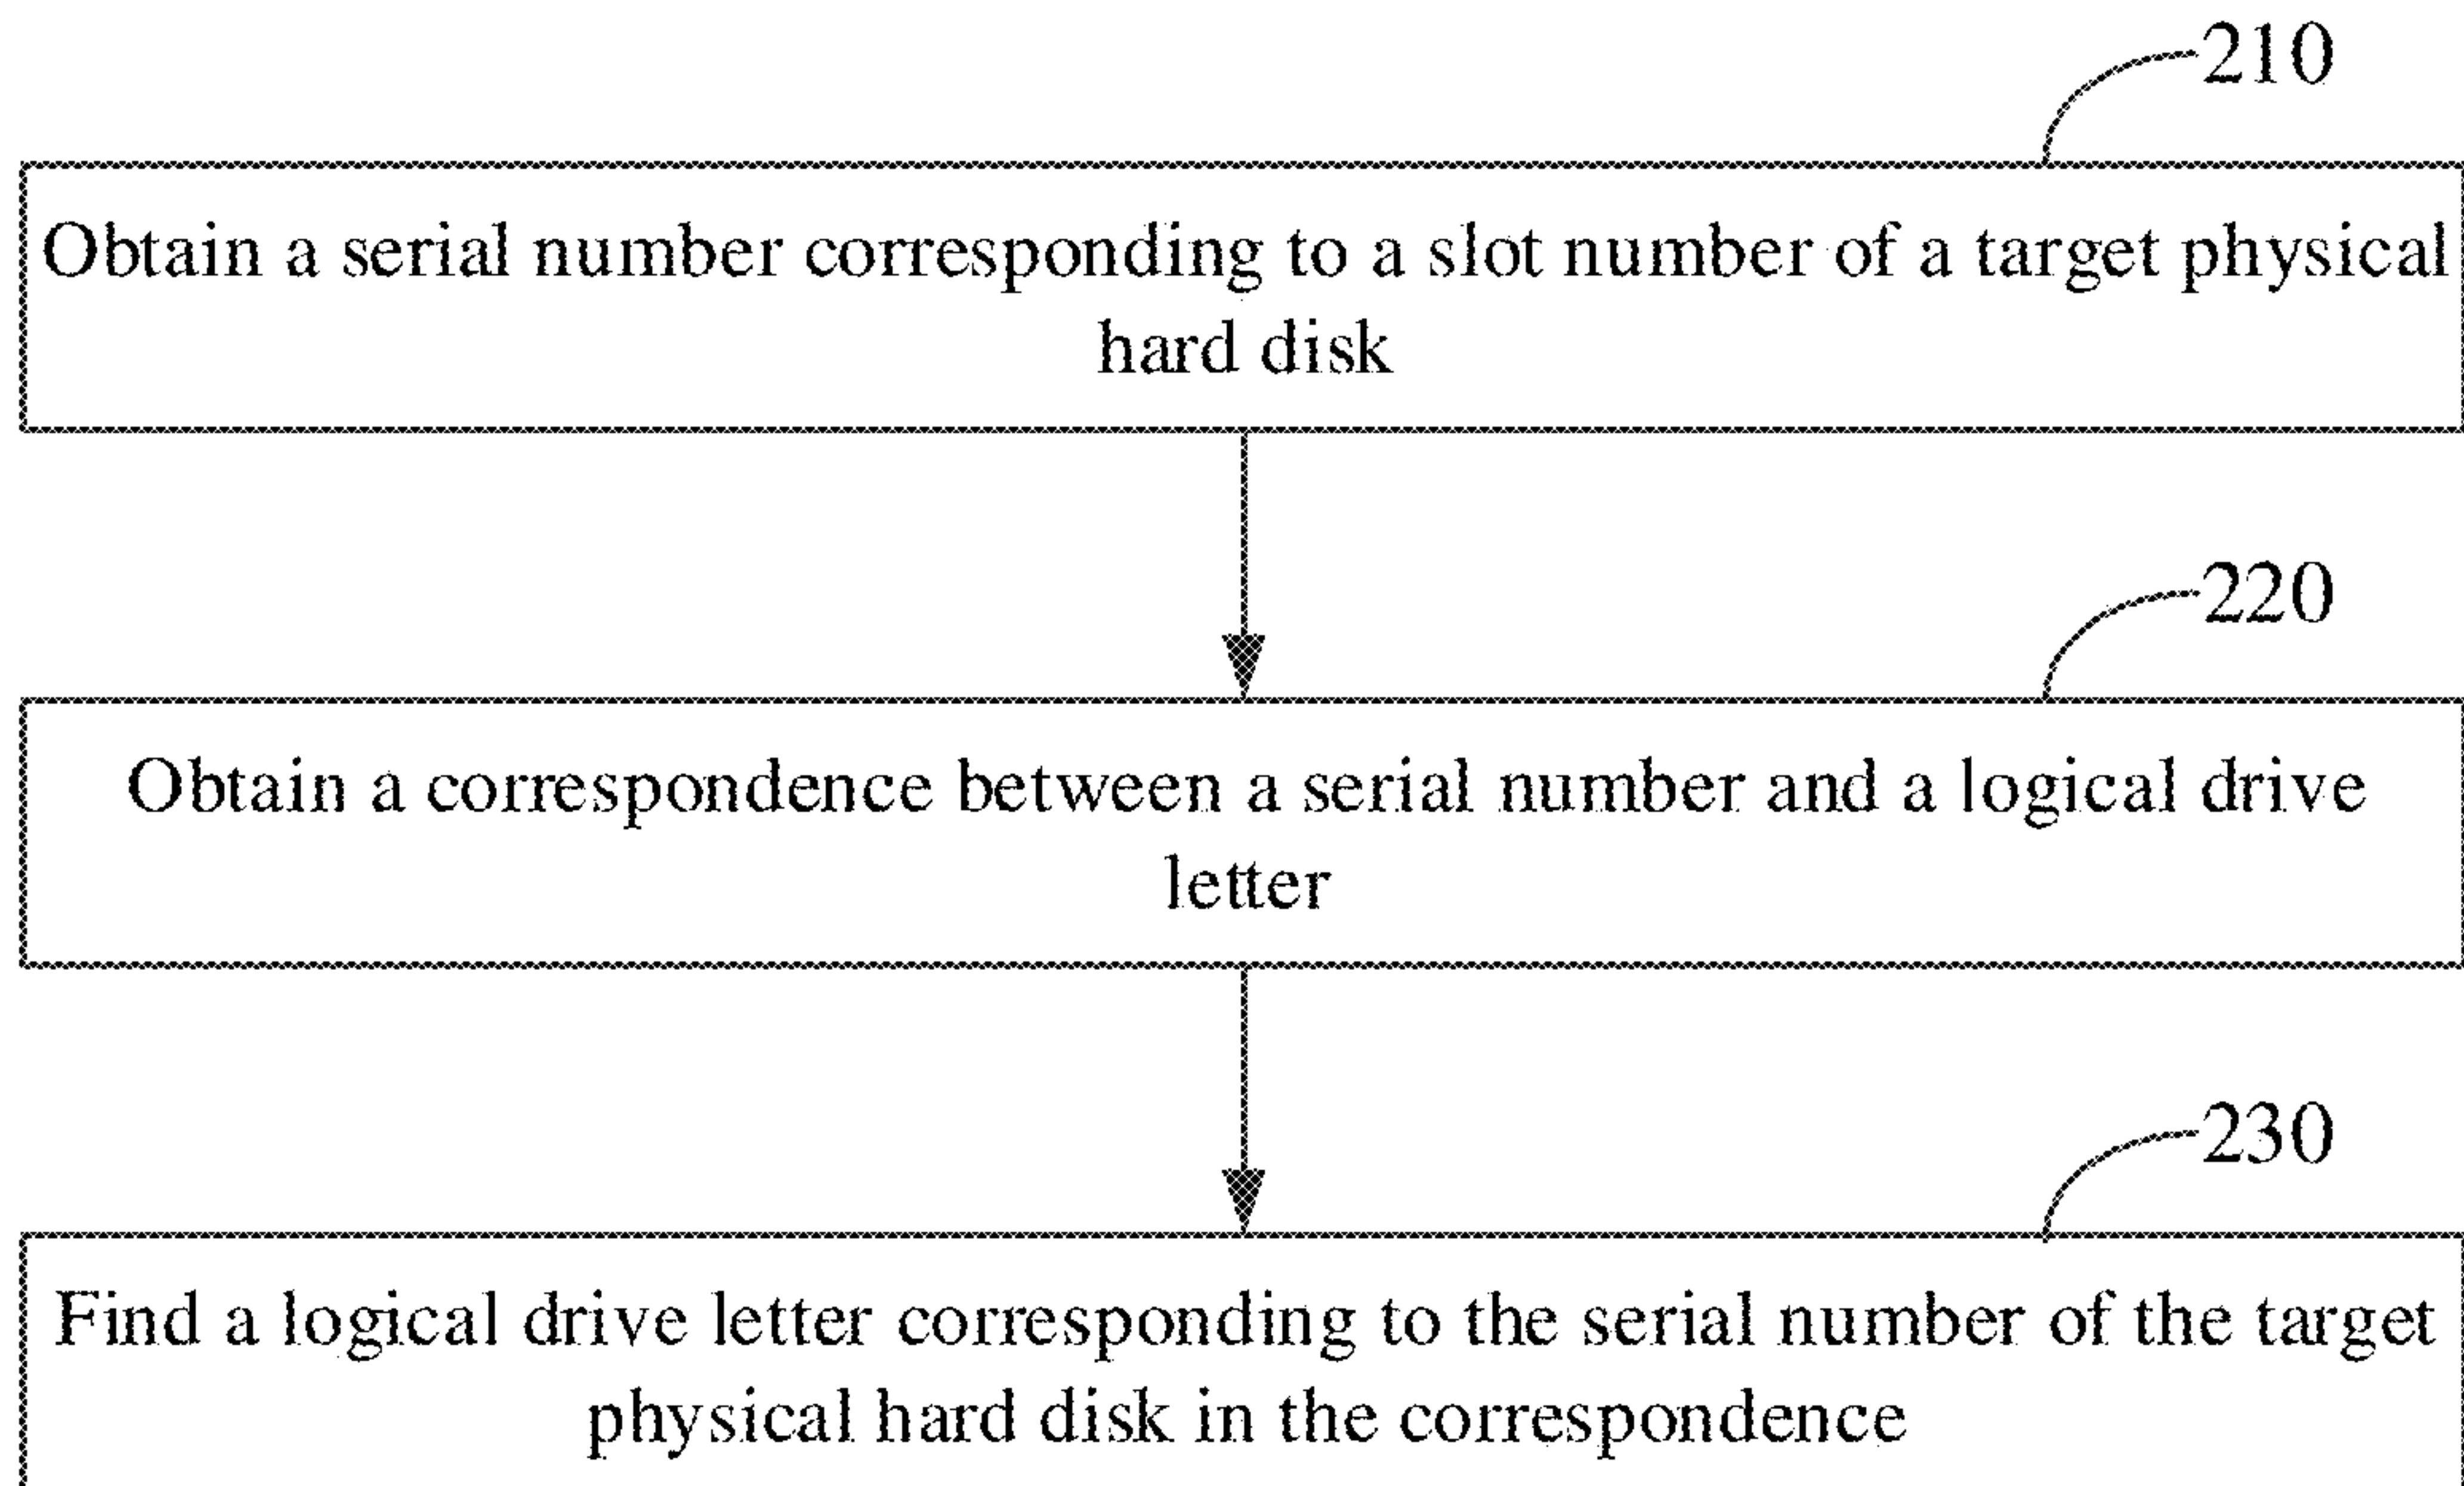 210
Obtain a serial number corresponding to a slot number of a target physical
hard disk
220
Obtain a correspondence between a serial number and a logical drive
letter
230
Find a logical drive letter corresponding to the serial number of the target
physical hard disk in the correspondence